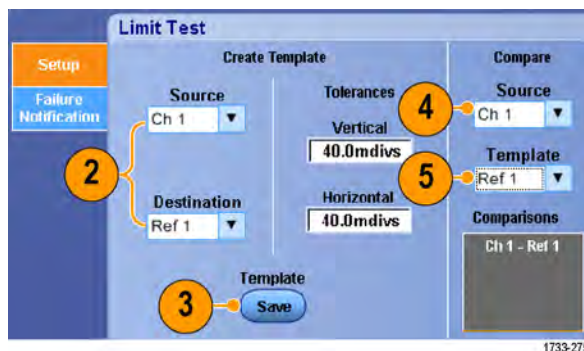 Limit Test
Setup
Failure
Notification
Create Template
Source
Ch 1
2
Destination
Ref 1
Tolerances
Vertical
40.0mdivs
Horizontal
40.0mdivs
Template
3
Save
Compare
4
Source
Ch 1
5
Template
Ref 1
Comparisons
Ch 1 - Ref 1